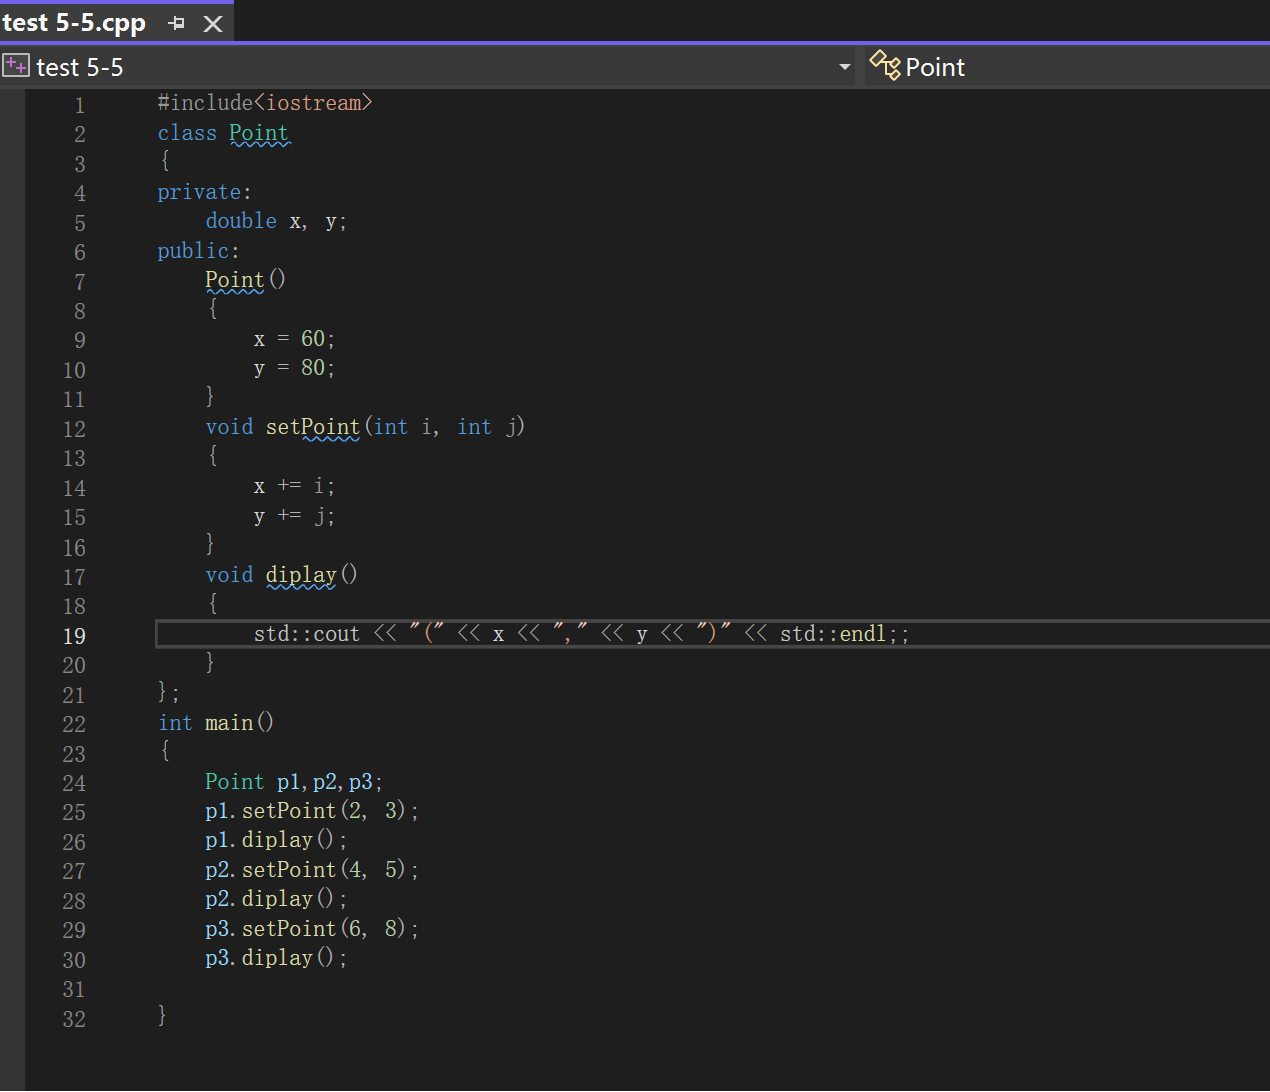 test 5-5.cpp
test 5-5 Point
1 #include<iostream>
2 class Point
3 {
4 private:
5 double x, y;
6 public:
7 Point()
8 {
9 x = 60;
10 y = 80;
11 }
12 void setPoint(int i, int j)
13 {
14 x += i;
15 y += j;
16 }
17 void diplay()
18 {
19 std::cout << "(" << x << "," << y << ")" << std::endl;;
20 }
21 };
22 int main()
23 {
24 Point p1,p2,p3;
25 p1.setPoint(2, 3);
26 p1.diplay();
27 p2.setPoint(4, 5);
28 p2.diplay();
29 p3.setPoint(6, 8);
30 p3.diplay();
31
32 }